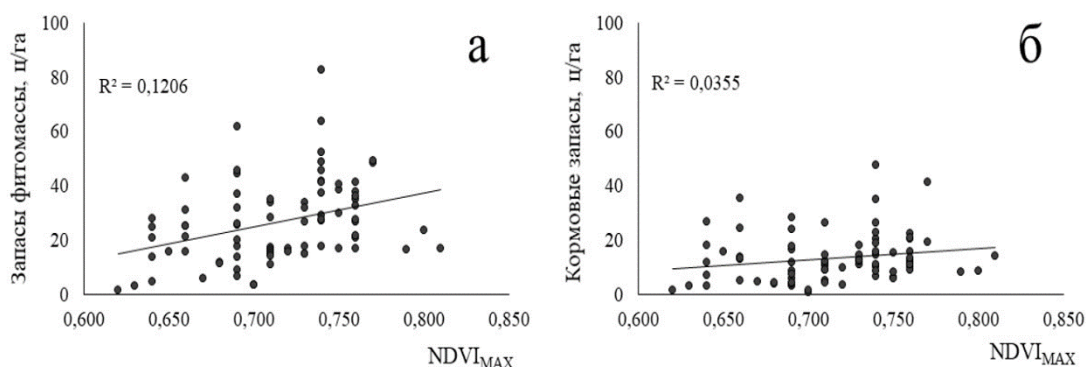 100
80
60
40
20
0
Запасы фитомассы, ц/га
а
R² = 0,1206
0,600 0,650 0,700 0,750 0,800 0,850
NDVIMAX
100
80
60
40
20
0
Кормовые запасы, ц/га
б
R² = 0,0355
0,600 0,650 0,700 0,750 0,800 0,850
NDVIMAX